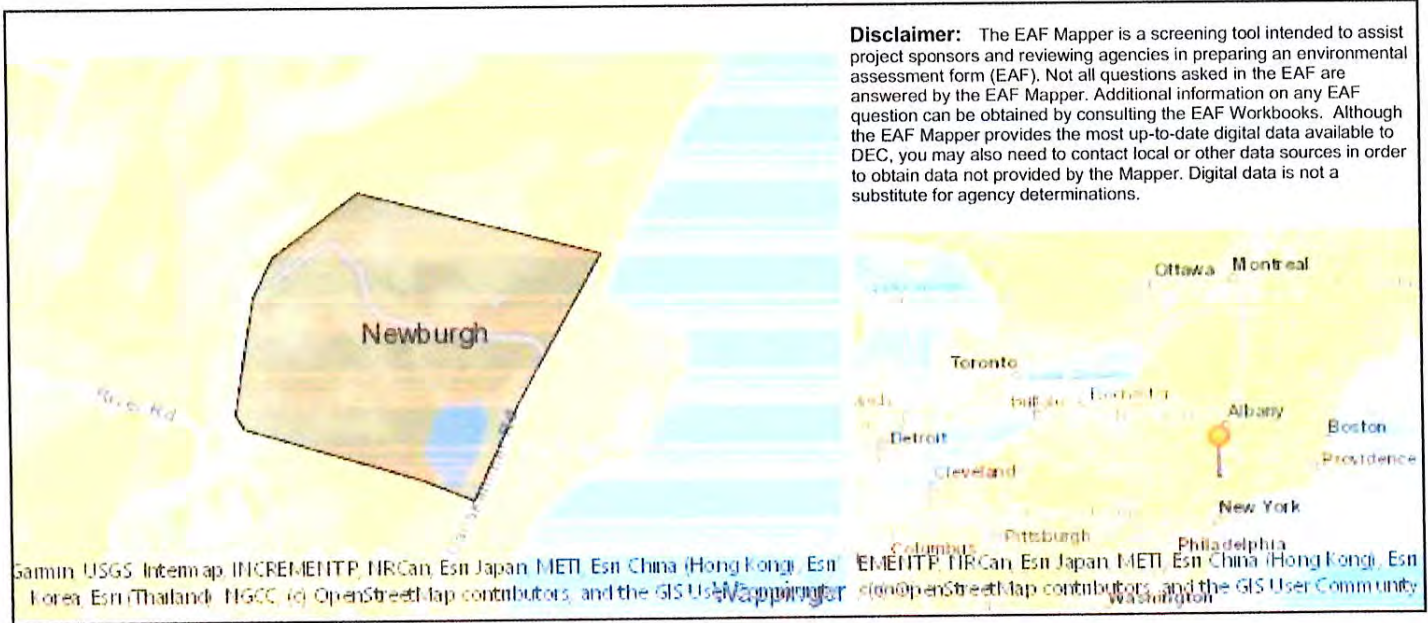 Disclaimer: The EAF Mapper is a screening tool intended to assist
project sponsors and reviewing agencies in preparing an environmental
assessment form (EAF). Not all questions asked in the EAF are
answered by the EAF Mapper. Additional information on any EAF
question can be obtained by consulting the EAF Workbooks. Although
the EAF Mapper provides the most up-to-date digital data available to
DEC, you may also need to contact local or other data sources in order
to obtain data not provided by the Mapper. Digital data is not a
substitute for agency determinations.
Newburgh
River Rd
Rd
Ottawa Montreal
Toronto
Rochester
Albany
Detroit
Boston
Cleveland
Providence
New York
Pittsburgh
Columbus
Philadelphia
Washington
Garmin, USGS, Intermap, INCREMENT P, NRCan, Esri Japan, METI, Esri China (Hong Kong), Esri
Korea, Esri (Thailand), NGCC, (c) OpenStreetMap contributors, and the GIS User
EMENT P, NRCan, Esri Japan, METI, Esri China (Hong Kong), Esri
OpenStreetMap contributors, and the GIS User Community